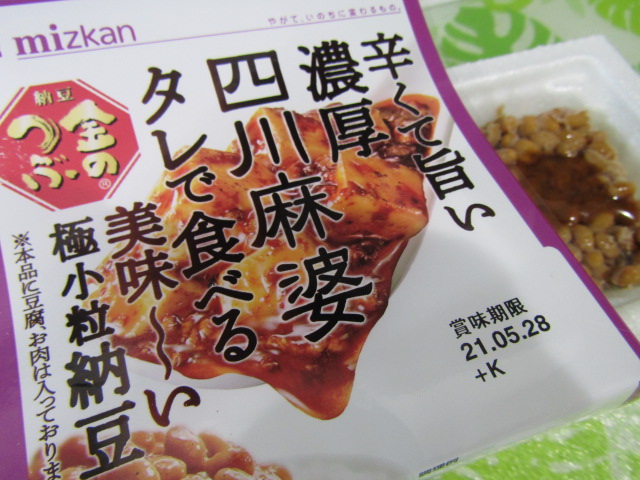 mizkan
やがて、いのちに変わるもの。
納豆
金の
つぶ®
辛くて旨い
濃厚
四川麻婆
タレで食べる
美味〜い
極小粒納豆
※本品に豆腐、お肉は入っておりま
賞味期限
21.05.28
+K